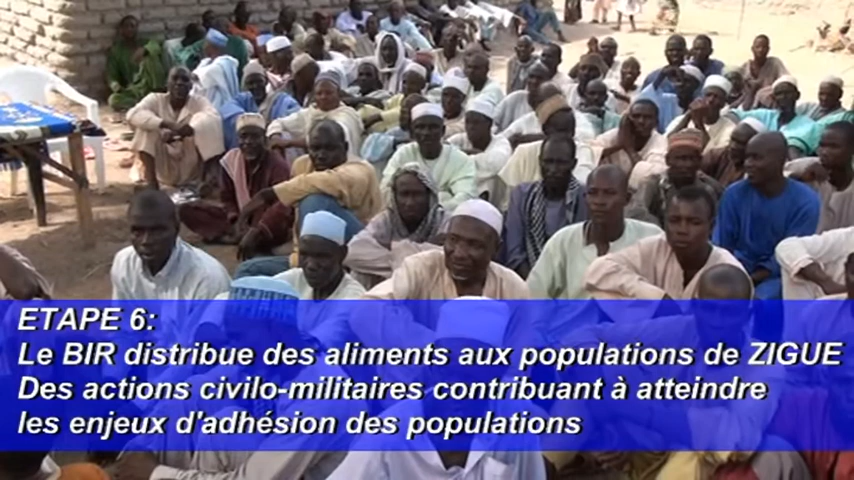 ETAPE 6:
Le BIR distribue des aliments aux populations de ZIGUE
Des actions civilo-militaires contribuant à atteindre
les enjeux d'adhésion des populations